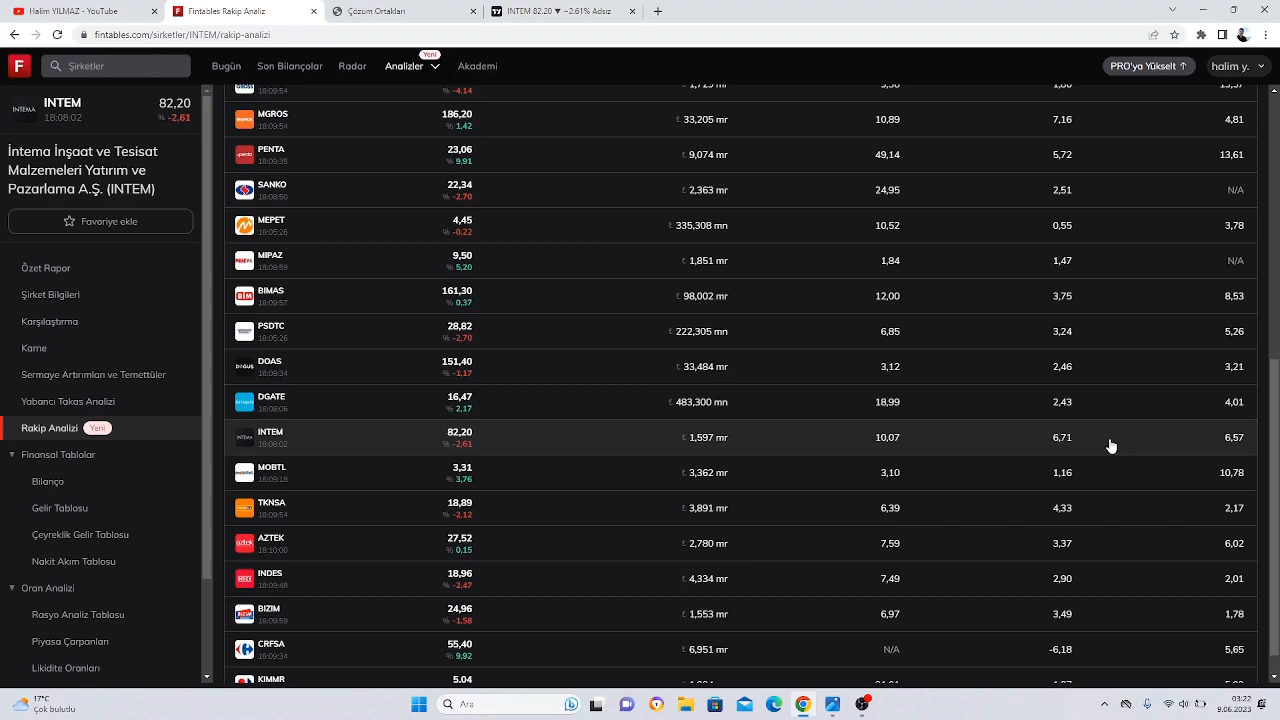 Halim YILMAZ - YouTube
Fintables Rakip Analiz
Çözüm Ortakları
INTEM 82.20 ▼ −2.61% Adsız
fintables.com/sirketler/INTEM/rakip-analizi
Şirketler
Bugün
Son Bilançolar
Radar
Analizler
Yeni
Akademi
PRO'ya Yükselt
halim y.
INTEM 82,20
18:08:02 % -2,61
İntema İnşaat ve Tesisat
Malzemeleri Yatırım ve
Pazarlama A.Ş. (INTEM)
Favoriye ekle
Özet Rapor
Şirket Bilgileri
Karşılaştırma
Karne
Sermaye Artırımları ve Temettüler
Yabancı Takas Analizi
Rakip Analizi Yeni
Finansal Tablolar
Bilanço
Gelir Tablosu
Çeyreklik Gelir Tablosu
Nakit Akım Tablosu
Oran Analizi
Rasyo Analiz Tablosu
Piyasa Çarpanları
Likidite Oranları
18:09:54 % -4.14
MGROS 186,20 ₺ 33,205 mr 10,89 7,16 4,81
18:09:54 % 1,42
PENTA 23,06 ₺ 9,074 mr 49,14 5,72 13,61
18:09:35 % 9,91
SANKO 22,34 ₺ 2,363 mr 24,95 2,51 N/A
18:08:50 % -2,70
MEPET 4,45 10,52 0,55 3,78
18:05:26 % -0,22
MIPAZ 9,50 ₺ 1,851 mr 1,84 1,47 N/A
18:09:59 % 5,20
BIMAS 161,30 ₺ 98,002 mr 12,00 3,75 8,53
18:09:57 % 0,37
PSDTC 28,82 ₺ 222,305 mn 6,85 3,24 5,26
18:05:26 % -2,70
DOAS 151,40 ₺ 33,484 mr 2,46 3,21
18:09:34 % -1,17
DGATE 16,47 ₺ 483,300 mn 18,99 2,43 4,01
18:08:06 % 2,17
INTEM 82,20 ₺ 1,597 mr 10,07 6,71 6,57
18:08:02 % -2,61
MOBTL 3,31 ₺ 3,362 mr 3,10 1,16 10,78
18:09:18 % 3,76
TKNSA 18,89 ₺ 3,891 mr 6,39 4,33 2,17
18:09:54 % -2,12
AZTEK 27,52 ₺ 2,780 mr 7,59 3,37 6,02
18:10:00 % 0,15
INDES 18,96 ₺ 4,334 mr 2,90 2,01
18:09:48 % -2,47
BIZIM 24,96 ₺ 1,553 mr 6,97 3,49 1,78
18:09:59 % -1.58
CRFSA 55,40 ₺ 6,951 mr N/A -6,18 5,65
18:09:34 % 9,92
KIMMR 5,04
17°C
Çok bulutlu
Ara
03:22
9.06.2023